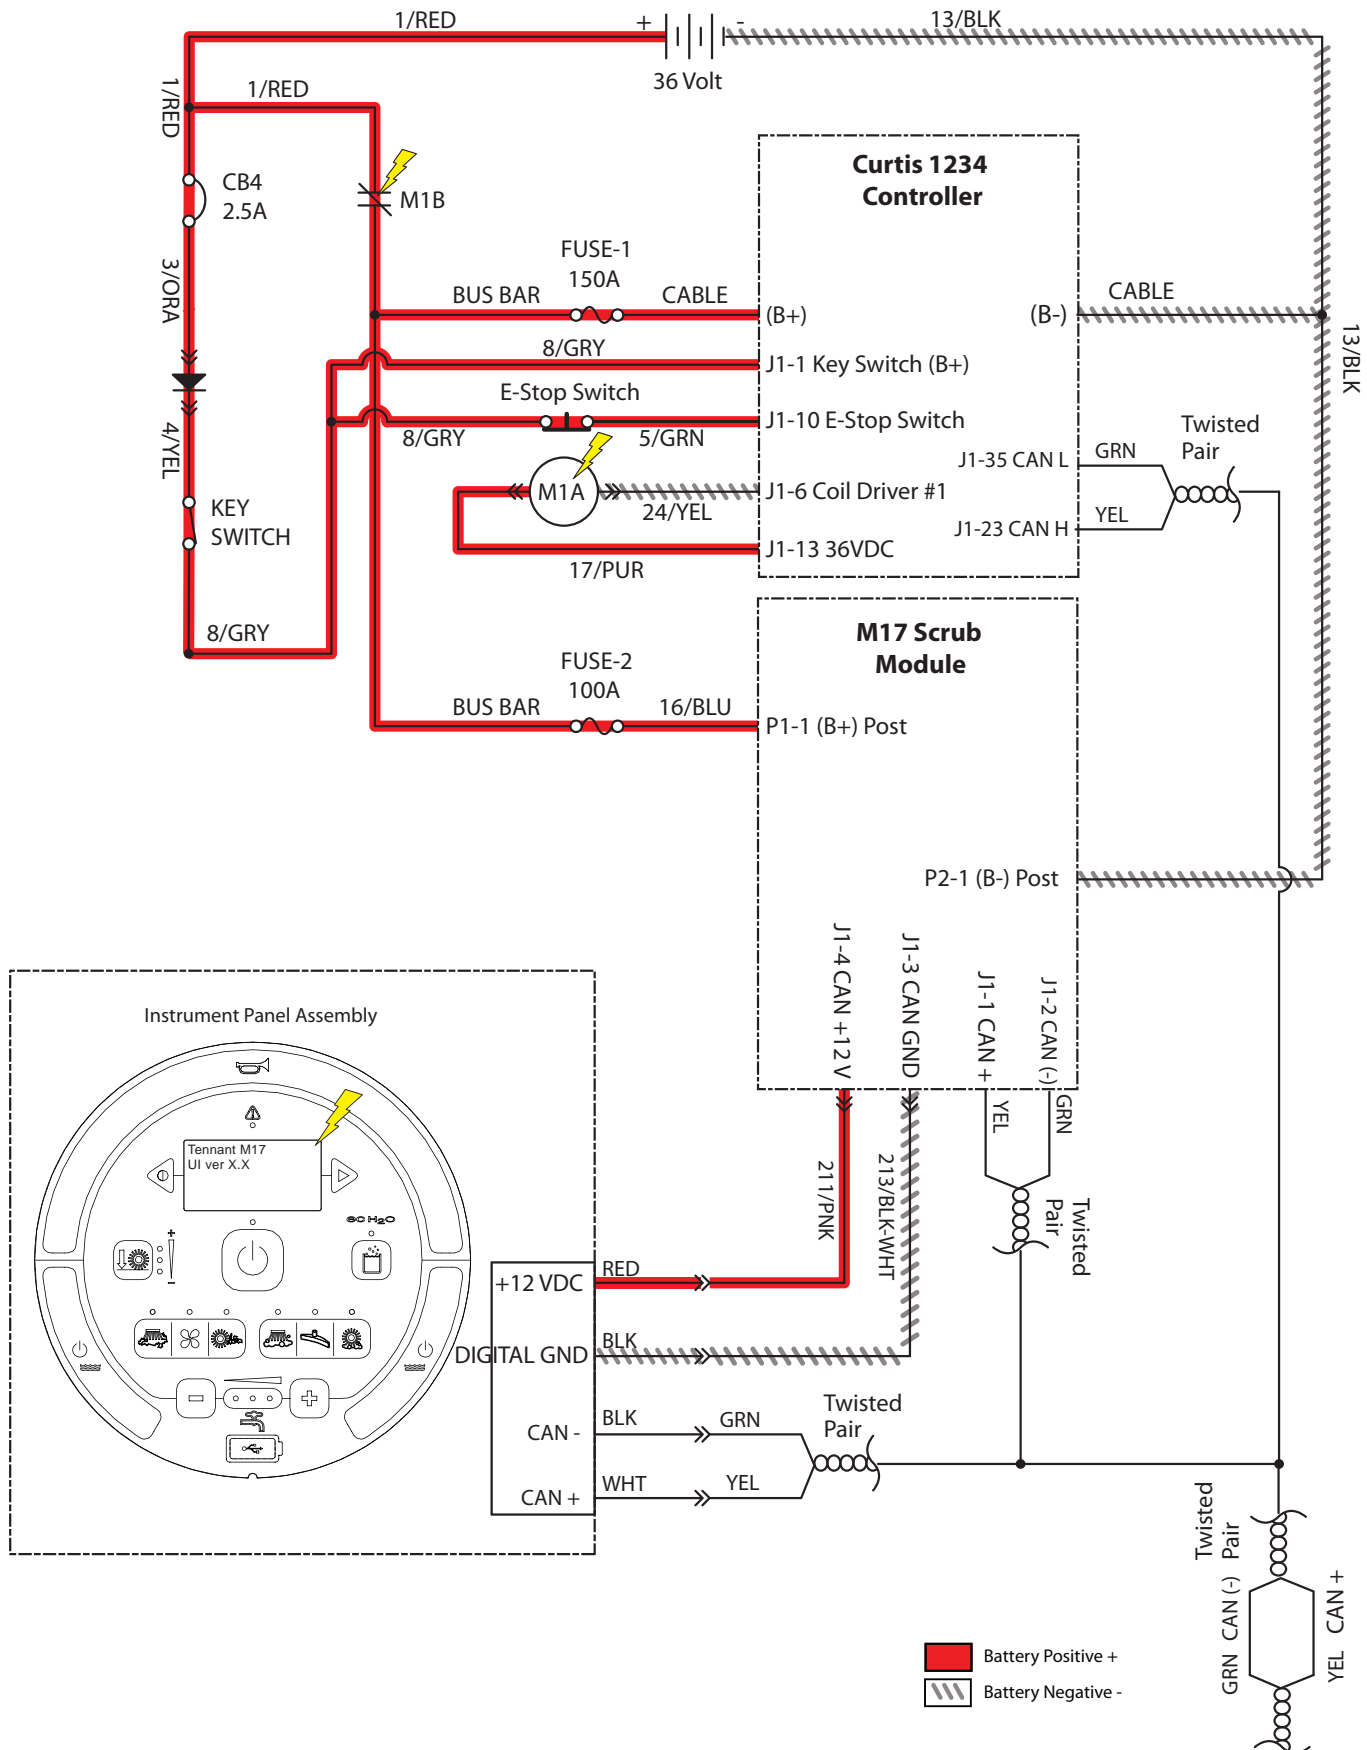 1/RED
+
-
13/BLK
36 Volt
1/RED
1/RED
CB4
2.5A
M1B
3/ORA
4/YEL
KEY
SWITCH
8/GRY
FUSE-1
150A
BUS BAR
CABLE
8/GRY
E-Stop Switch
8/GRY
5/GRN
M1A
24/YEL
17/PUR
Curtis 1234
Controller
(B+)
(B-)
J1-1 Key Switch (B+)
J1-10 E-Stop Switch
J1-35 CAN L
J1-6 Coil Driver #1
J1-23 CAN H
J1-13 36VDC
CABLE
13/BLK
GRN
YEL
Twisted
Pair
FUSE-2
100A
BUS BAR
16/BLU
M17 Scrub
Module
P1-1 (B+) Post
P2-1 (B-) Post
J1-4 CAN +12 V
J1-3 CAN GND
J1-1 CAN +
J1-2 CAN (-)
211/PNK
213/BLK-WHT
YEL
GRN
Twisted
Pair
Instrument Panel Assembly
Tennant M17
UI ver X.X
ec H2O
+
-
+12 VDC
DIGITAL GND
CAN -
CAN +
RED
BLK
BLK
GRN
WHT
YEL
Twisted
Pair
Twisted
Pair
GRN CAN (-)
YEL CAN +
Battery Positive +
Battery Negative -